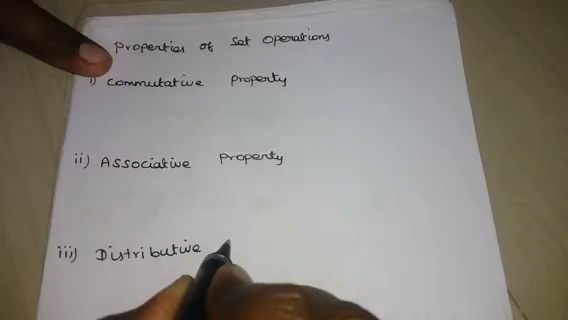 Properties of Set Operations
i) Commutative Property
ii) Associative Property
iii) Distributive